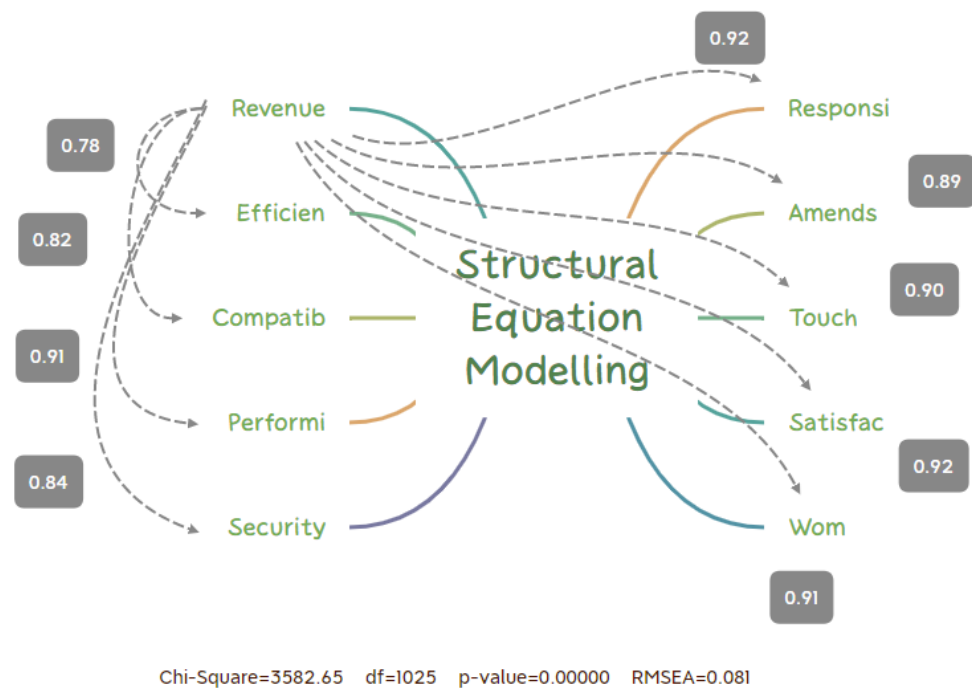 0.92
Revenue
Responsi
0.78
0.89
Efficien
Amends
0.82
Structural
Equation
Modelling
0.90
Compatib
Touch
0.91
Performi
Satisfac
0.92
0.84
Security
Wom
0.91
Chi-Square=3582.65 df=1025 p-value=0.00000 RMSEA=0.081